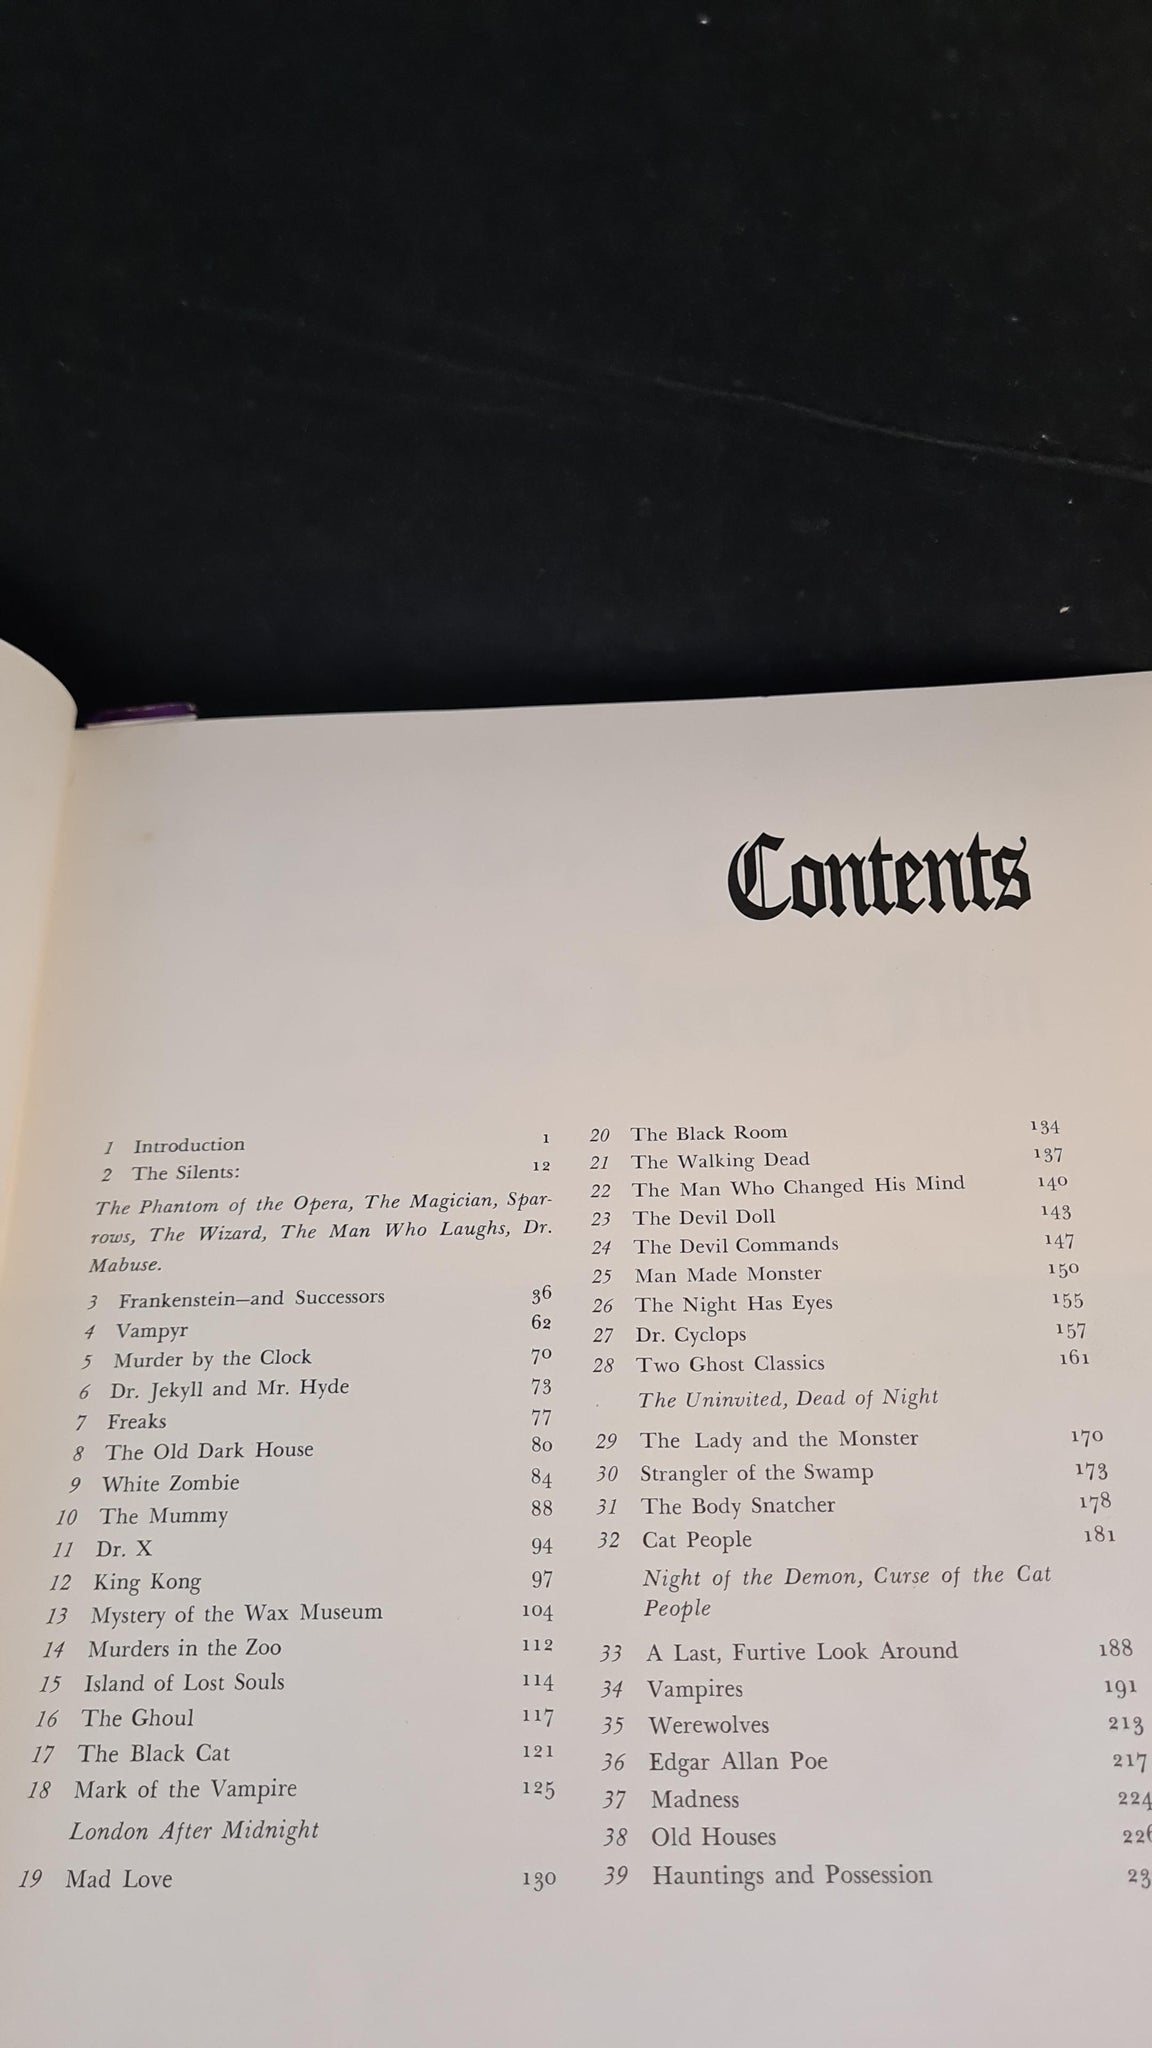 Contents
1 Introduction 1
2 The Silents: 12
The Phantom of the Opera, The Magician, Spar-
rows, The Wizard, The Man Who Laughs, Dr.
Mabuse.
3 Frankenstein—and Successors 36
4 Vampyr 62
5 Murder by the Clock 70
6 Dr. Jekyll and Mr. Hyde 73
7 Freaks 77
8 The Old Dark House 80
9 White Zombie 84
10 The Mummy 88
11 Dr. X 94
12 King Kong 97
13 Mystery of the Wax Museum 104
14 Murders in the Zoo 112
15 Island of Lost Souls 114
16 The Ghoul 117
17 The Black Cat 121
18 Mark of the Vampire 125
London After Midnight
19 Mad Love 130
20 The Black Room 134
21 The Walking Dead 137
22 The Man Who Changed His Mind 140
23 The Devil Doll 143
24 The Devil Commands 147
25 Man Made Monster 150
26 The Night Has Eyes 155
27 Dr. Cyclops 157
28 Two Ghost Classics 161
The Uninvited, Dead of Night
29 The Lady and the Monster 170
30 Strangler of the Swamp 173
31 The Body Snatcher 178
32 Cat People 181
Night of the Demon, Curse of the Cat
People
33 A Last, Furtive Look Around 188
34 Vampires 191
35 Werewolves 213
36 Edgar Allan Poe 217
37 Madness 224
38 Old Houses
39 Hauntings and Possession